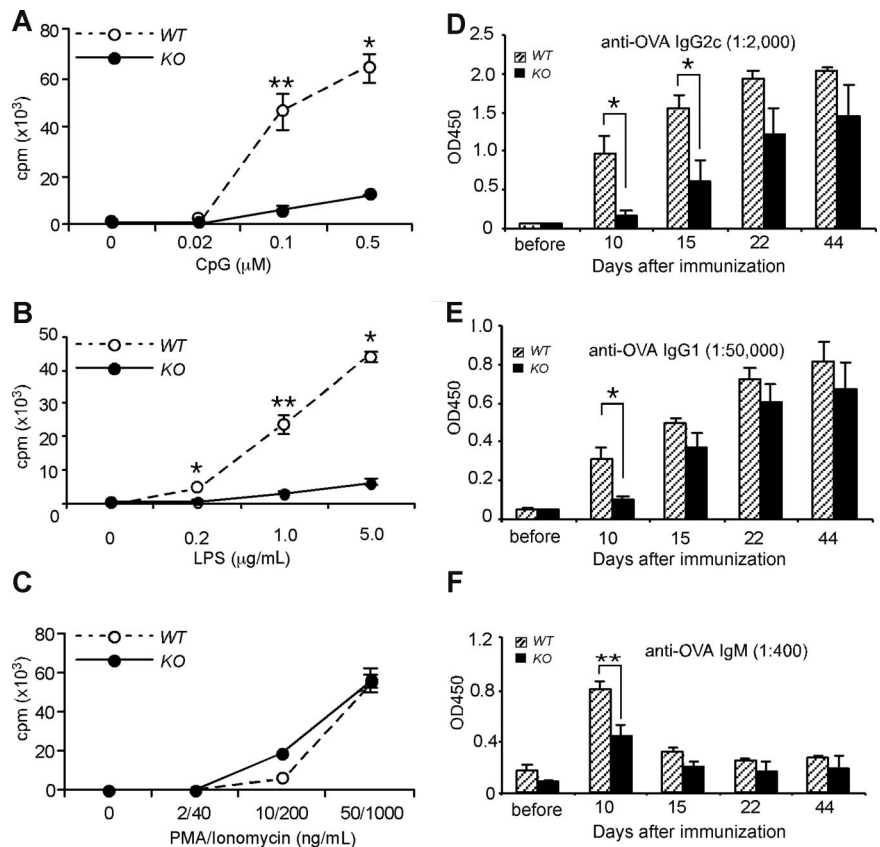 A
WT
KO
80
60
40
20
0
cpm (x10³)
**
*
0 0.02 0.1 0.5
CpG (µM)
B
WT
KO
50
40
30
20
10
0
cpm (x10³)
*
**
*
0 0.2 1.0 5.0
LPS (µg/mL)
C
WT
KO
80
60
40
20
0
cpm (x10³)
0 2/40 10/200 50/1000
PMA/Ionomycin (ng/mL)
D
anti-OVA IgG2c (1:2,000)
WT
KO
2.5
2.0
1.5
1.0
0.5
0
OD450
*
*
before 10 15 22 44
Days after immunization
E
anti-OVA IgG1 (1:50,000)
WT
KO
1.0
0.8
0.6
0.4
0.2
0
OD450
*
before 10 15 22 44
Days after immunization
F
anti-OVA IgM (1:400)
WT
KO
1.2
0.8
0.4
0
OD450
**
before 10 15 22 44
Days after immunization